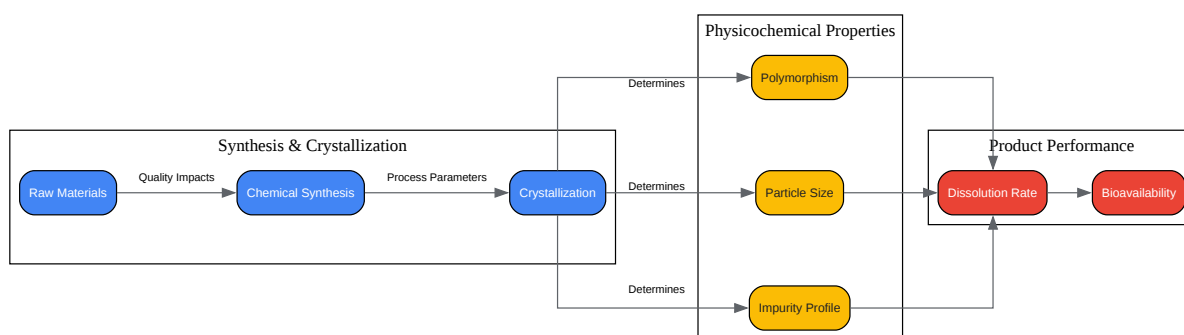 Physicochemical Properties
Polymorphism
Determines
Synthesis & Crystallization
Product Performance
Raw Materials
Quality Impacts
Chemical Synthesis
Process Parameters
Crystallization
Determines
Particle Size
Dissolution Rate
Bioavailability
Determines
Impurity Profile